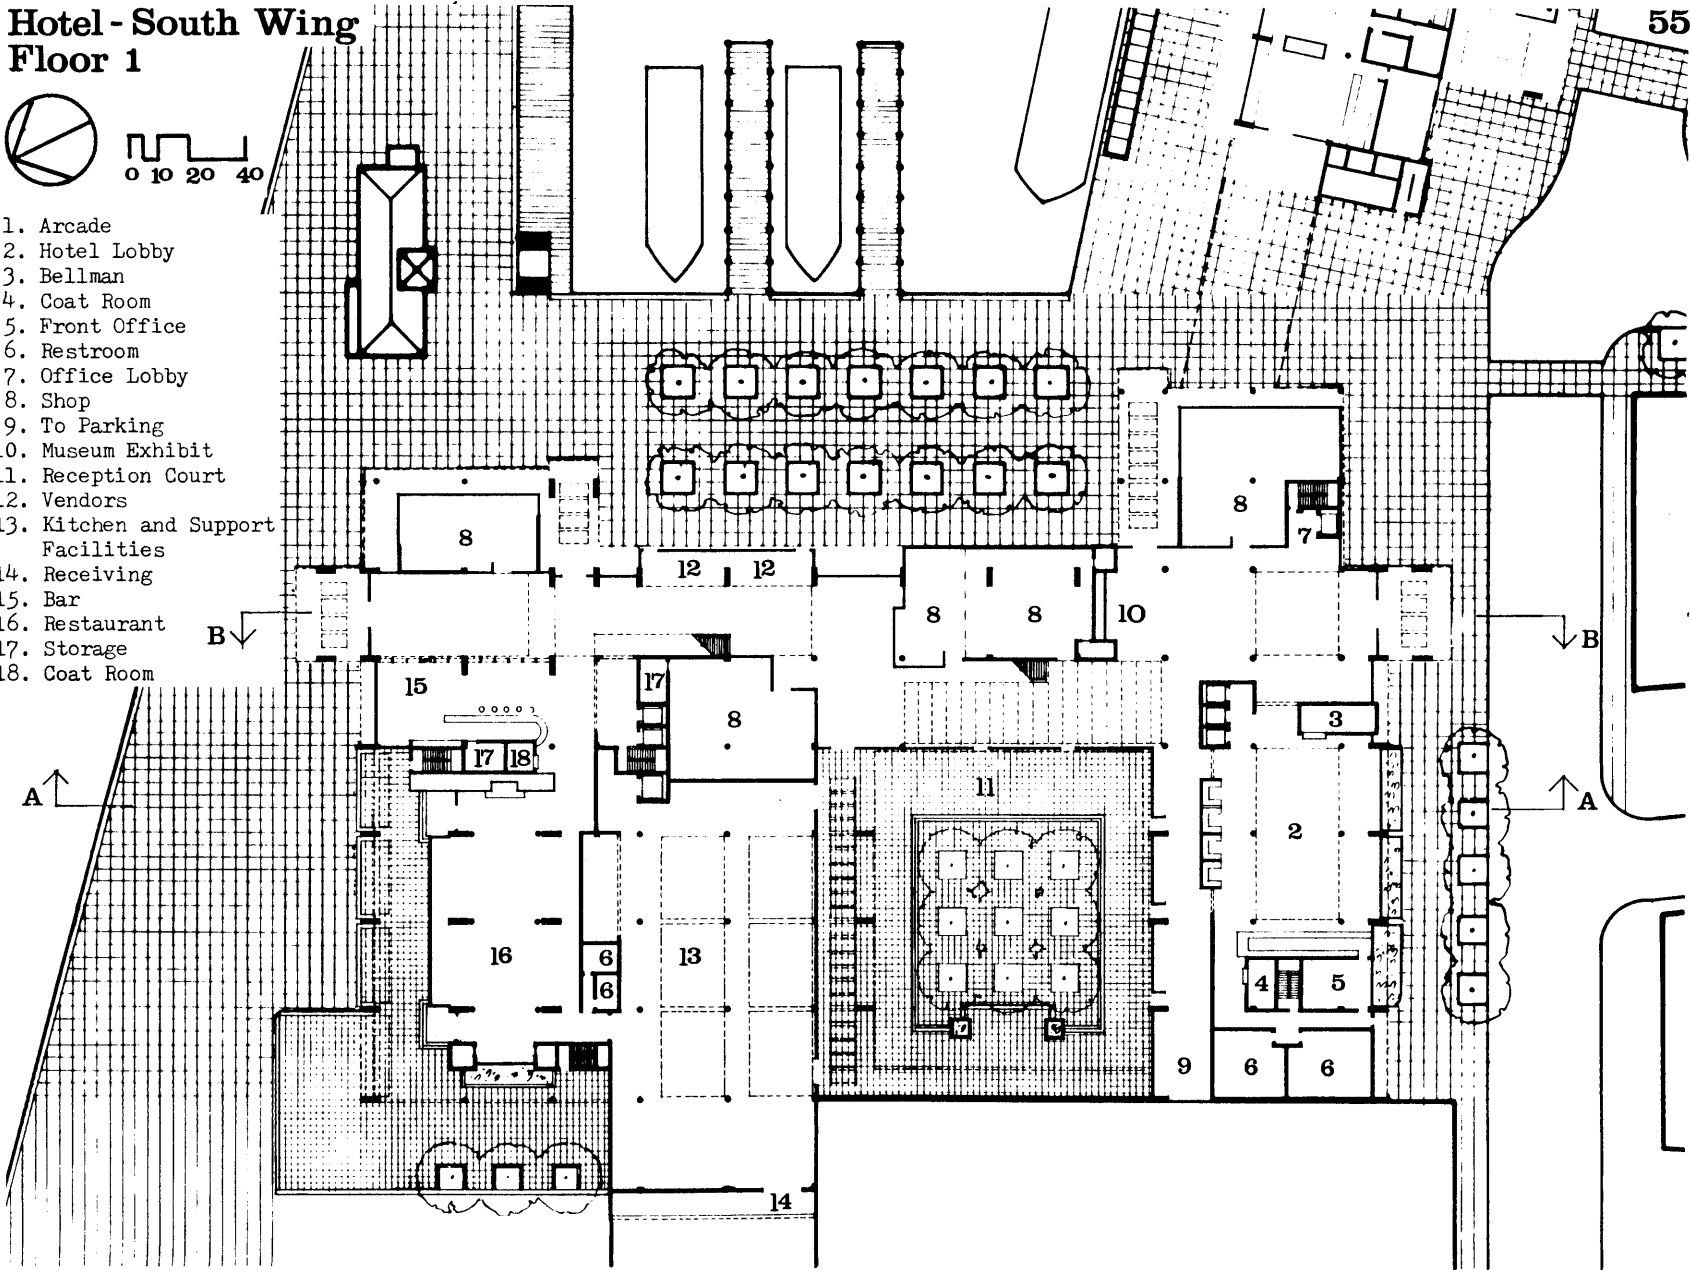 Hotel - South Wing
Floor 1
55
0 10 20 40
1. Arcade
2. Hotel Lobby
3. Bellman
4. Coat Room
5. Front Office
6. Restroom
7. Office Lobby
8. Shop
9. To Parking
10. Museum Exhibit
11. Reception Court
12. Vendors
13. Kitchen and Support
Facilities
14. Receiving
15. Bar
16. Restaurant
17. Storage
18. Coat Room
8
7
8
12
12
8
8
10
B
B
15
17
8
3
17
18
11
A
A
2
16
6
13
6
4
5
9
6
6
14